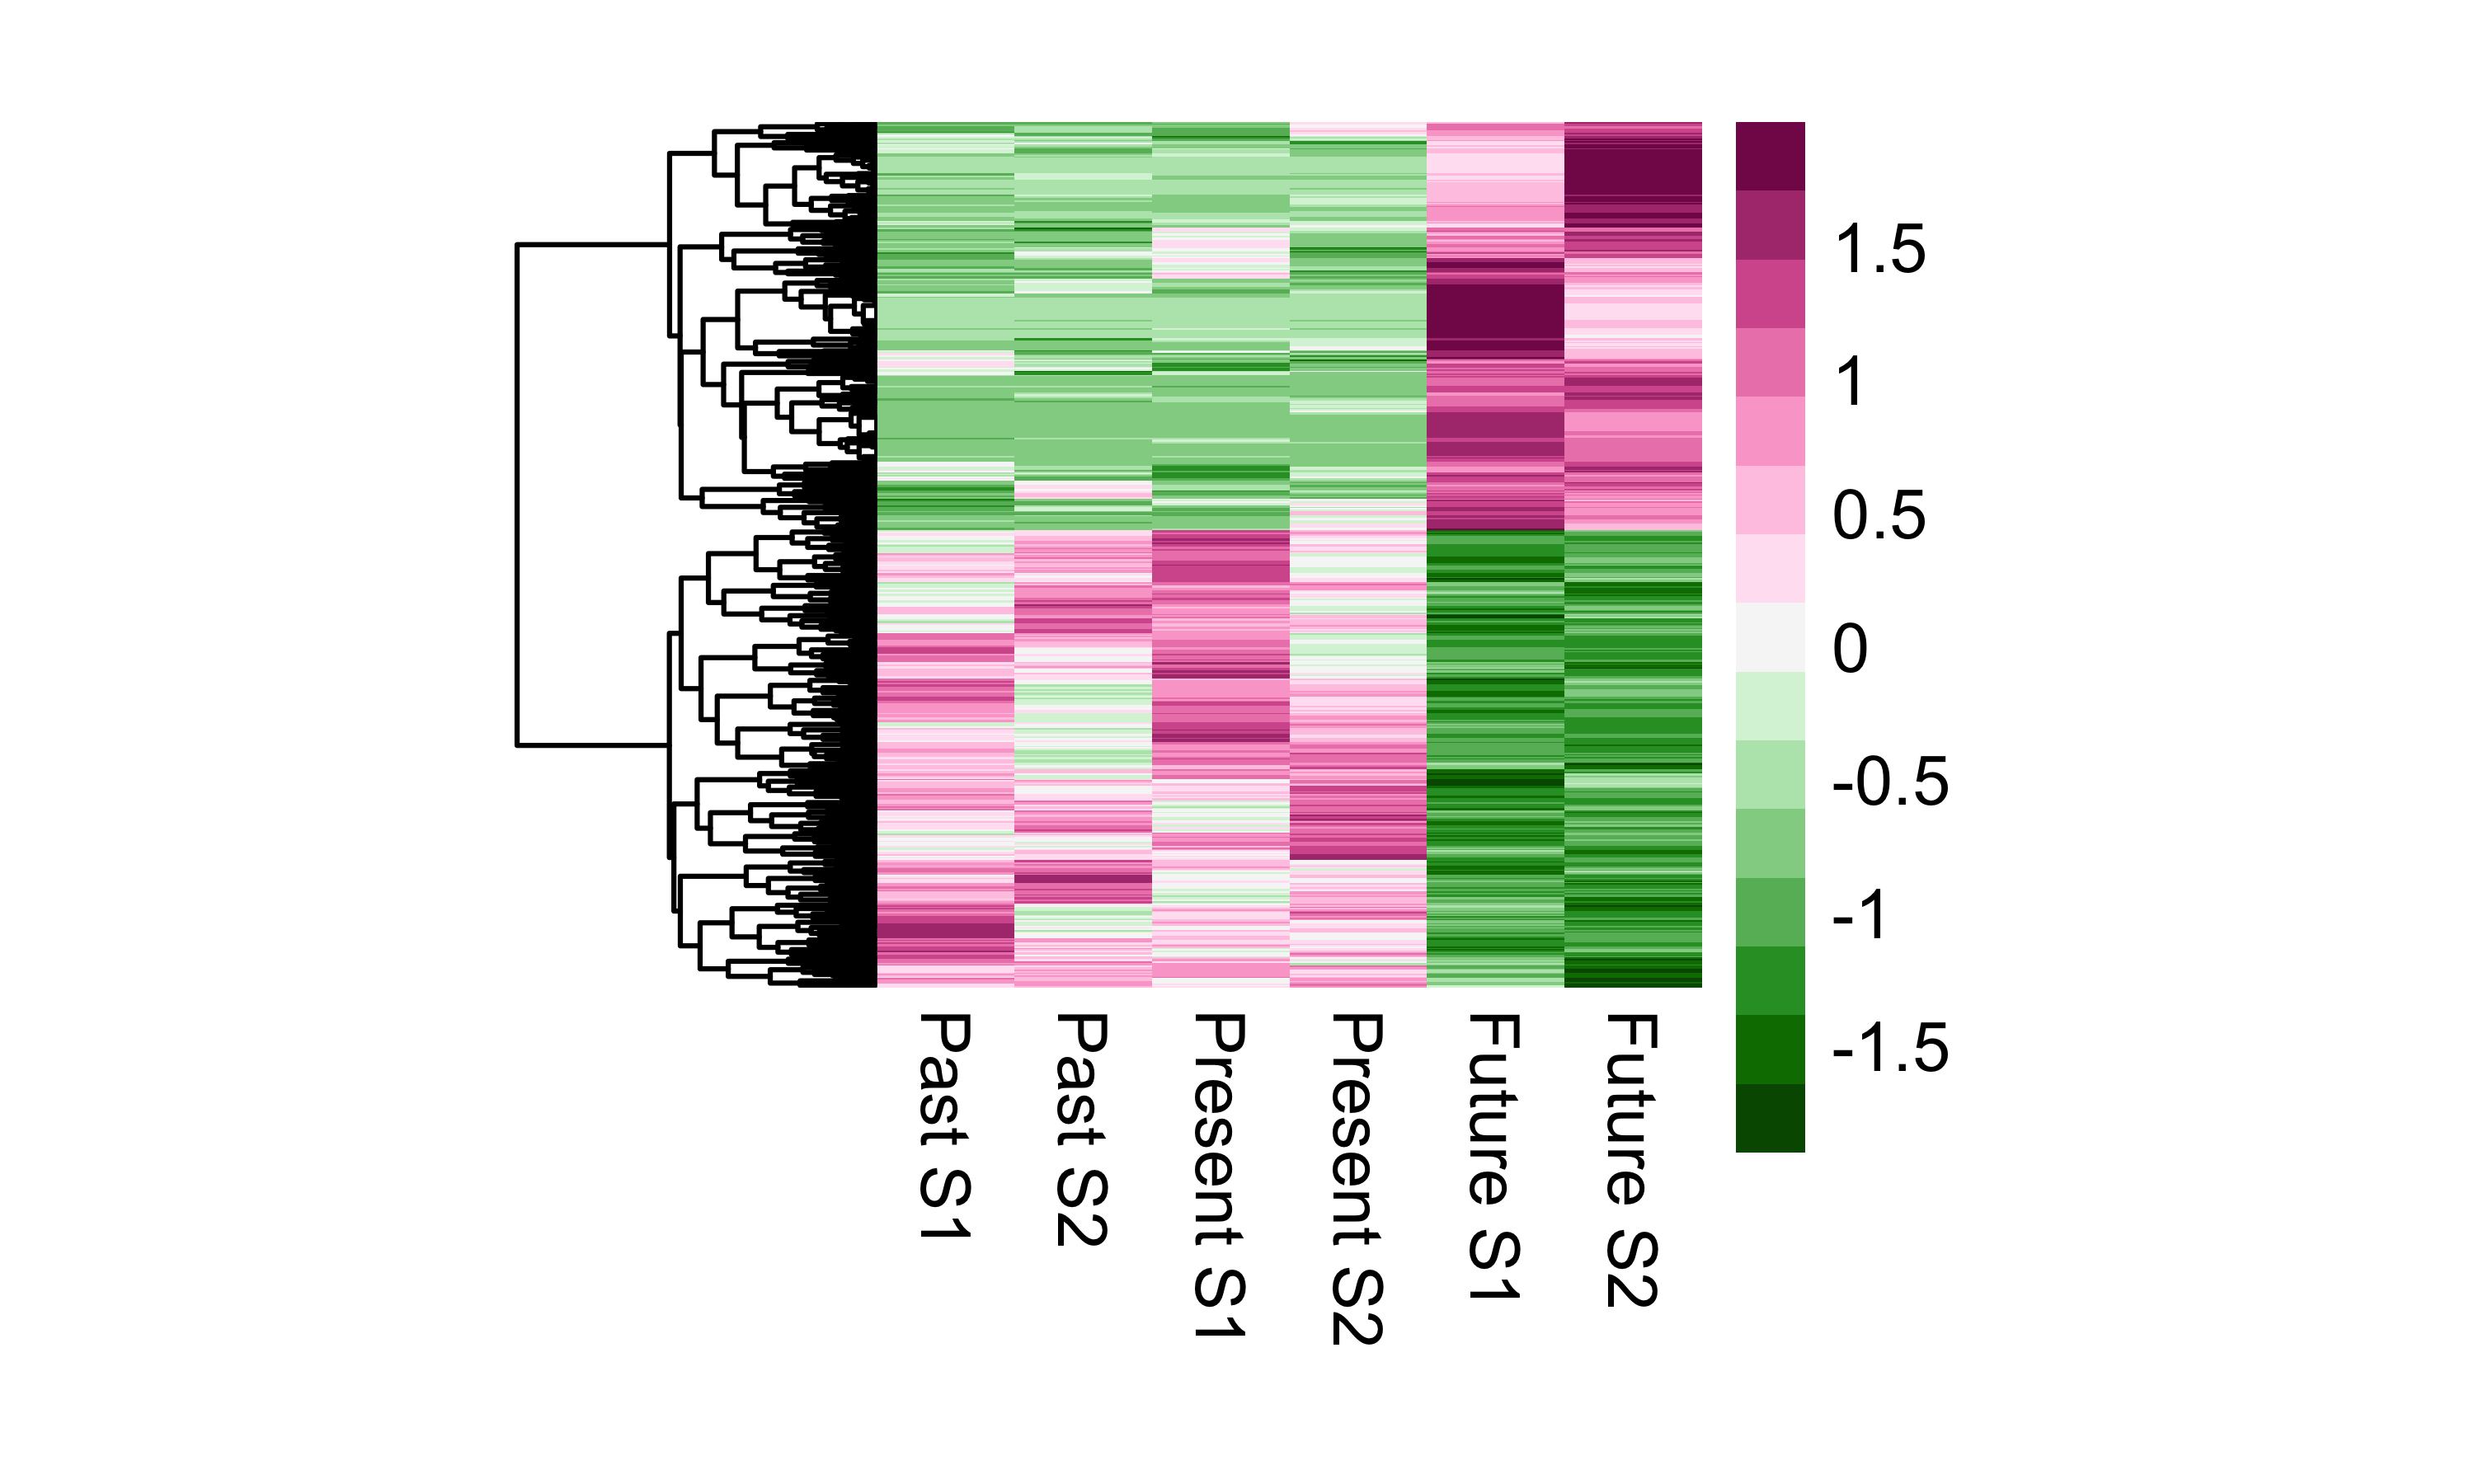 1.5
1
0.5
0
-0.5
-1
-1.5
Past S1
Past S2
Present S1
Present S2
Future S1
Future S2